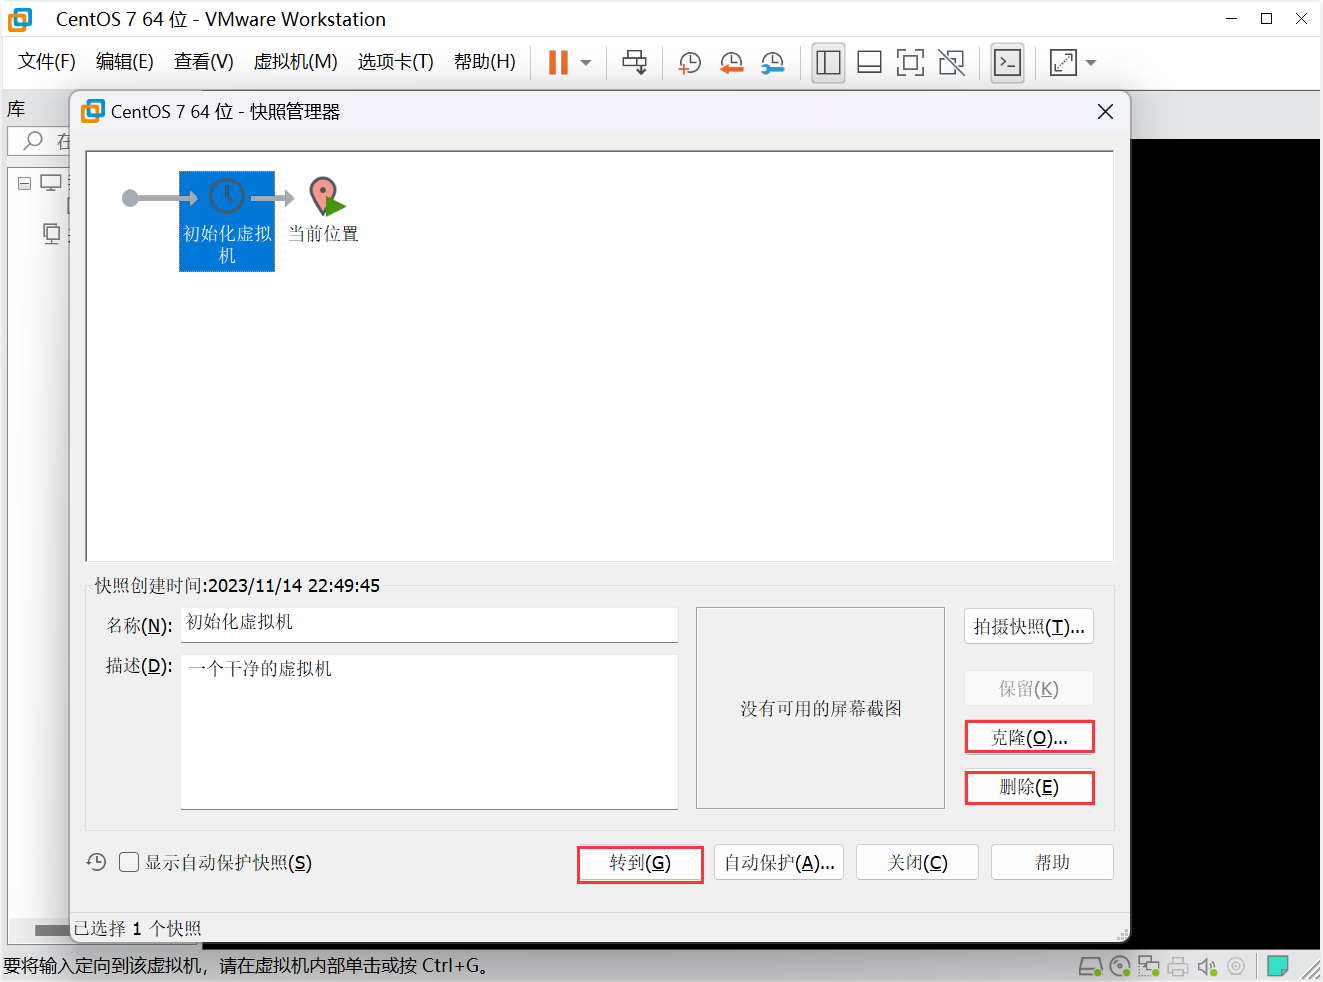 CentOS 7 64 位 - VMware Workstation
文件(F) 编辑(E) 查看(V) 虚拟机(M) 选项卡(T) 帮助(H)
库
CentOS 7 64 位 - 快照管理器
在
初始化虚拟机
当前位置
快照创建时间:2023/11/14 22:49:45
名称(N): 初始化虚拟机
描述(D): 一个干净的虚拟机
没有可用的屏幕截图
拍摄快照(T)...
保留(K)
克隆(O)...
删除(E)
显示自动保护快照(S)
转到(G) 自动保护(A)... 关闭(C) 帮助
已选择 1 个快照
要将输入定向到该虚拟机，请在虚拟机内部单击或按 Ctrl+G。